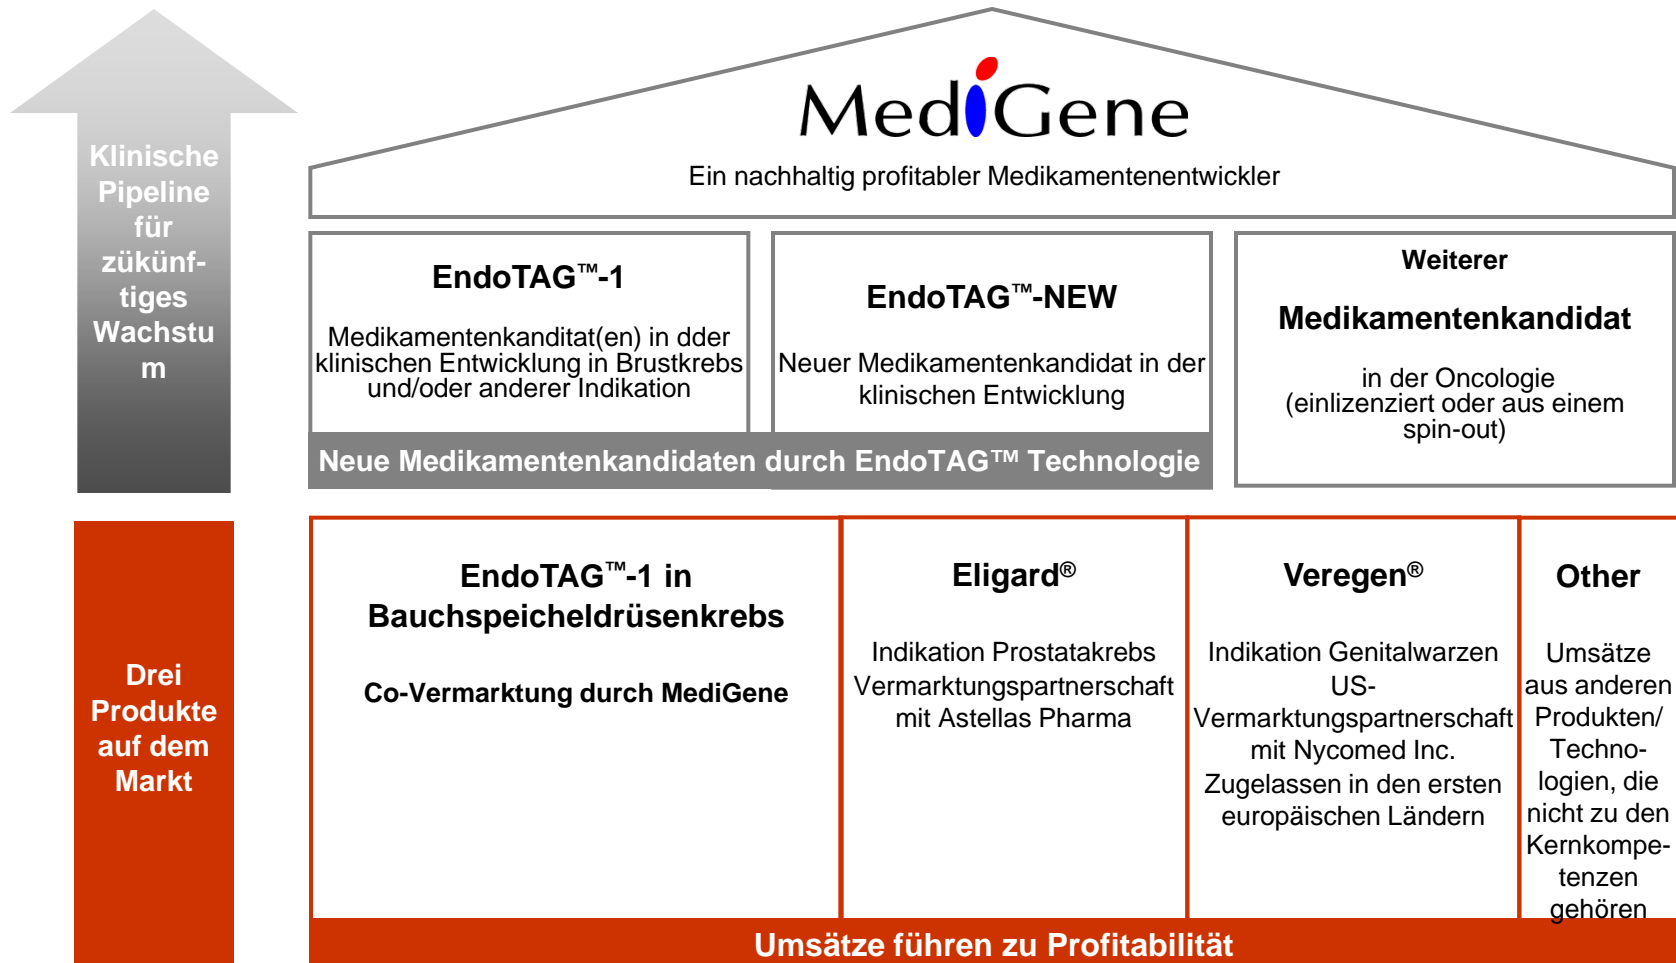 Klinische
Pipeline
für
zükünf-
tiges
Wachstu
m
MediGene
Ein nachhaltig profitabler Medikamentenentwickler
EndoTAG™-1
Medikamentenkanditat(en) in dder
klinischen Entwicklung in Brustkrebs
und/oder anderer Indikation
EndoTAG™-NEW
Neuer Medikamentenkandidat in der
klinischen Entwicklung
Neue Medikamentenkandidaten durch EndoTAG™ Technologie
Weiterer
Medikamentenkandidat
in der Oncologie
(einlizenziert oder aus einem
spin-out)
Drei
Produkte
auf dem
Markt
EndoTAG™-1 in
Bauchspeicheldrüsenkrebs
Co-Vermarktung durch MediGene
Eligard®
Indikation Prostatakrebs
Vermarktungspartnerschaft
mit Astellas Pharma
Veregen®
Indikation Genitalwarzen
US-
Vermarktungspartnerschaft
mit Nycomed Inc.
Zugelassen in den ersten
europäischen Ländern
Other
Umsätze
aus anderen
Produkten/
Techno-
logien, die
nicht zu den
Kernkompe-
tenzen
gehören
Umsätze führen zu Profitabilität